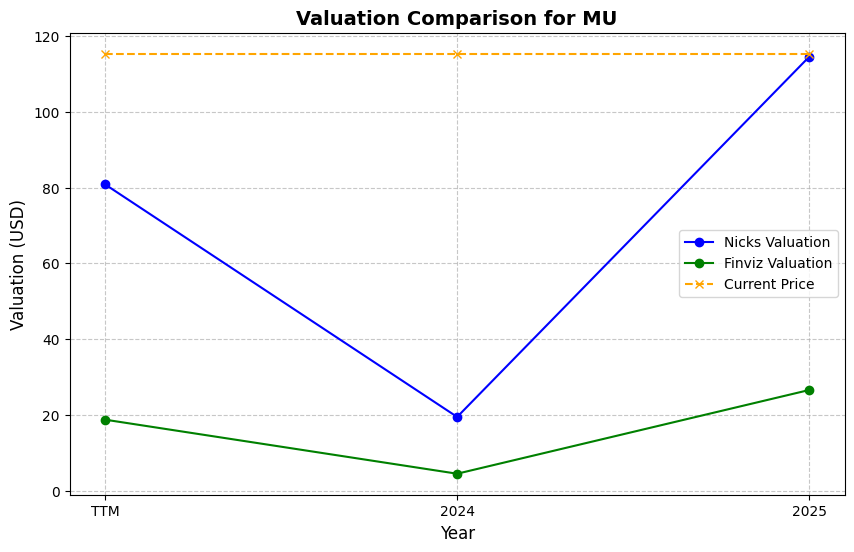 Valuation Comparison for MU
120
100
80
60
40
20
0
Valuation (USD)
TTM
2024
2025
Year
Nicks Valuation
Finviz Valuation
Current Price